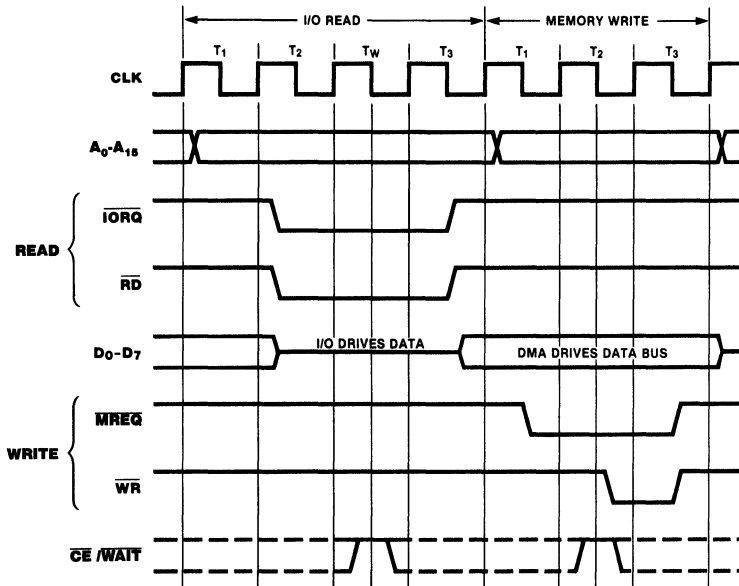 I/O READ MEMORY WRITE
T1 T2 TW T3 T1 T2 T3
CLK
A0-A15
IORQ
READ
RD
D0-D7 I/O DRIVES DATA DMA DRIVES DATA BUS
MREQ
WRITE
WR
CE /WAIT